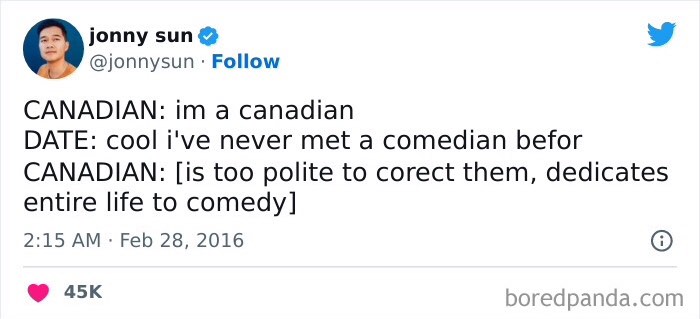 jonny sun
@jonnysun · Follow
CANADIAN: im a canadian
DATE: cool i've never met a comedian befor
CANADIAN: [is too polite to corect them, dedicates
entire life to comedy]
2:15 AM · Feb 28, 2016
45K
boredpanda.com